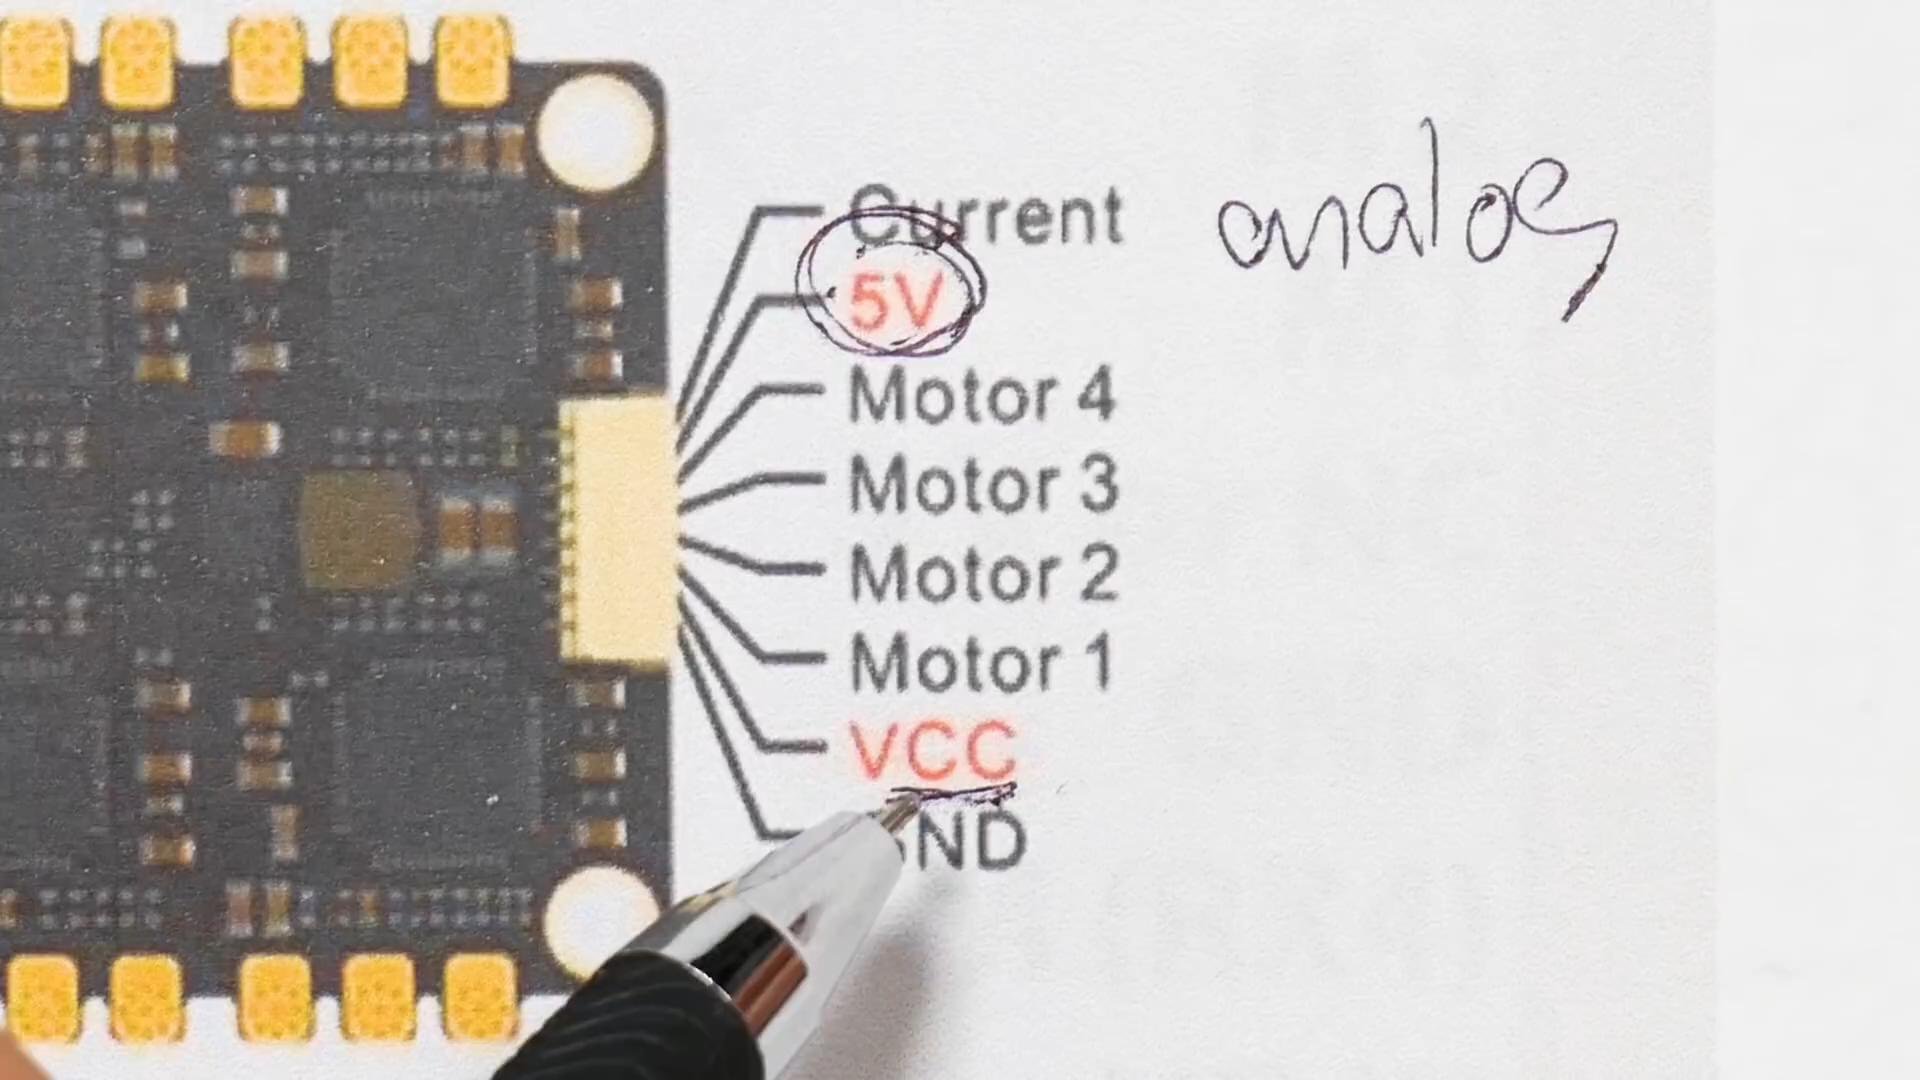 Current analog
5V
Motor 4
Motor 3
Motor 2
Motor 1
VCC
GND